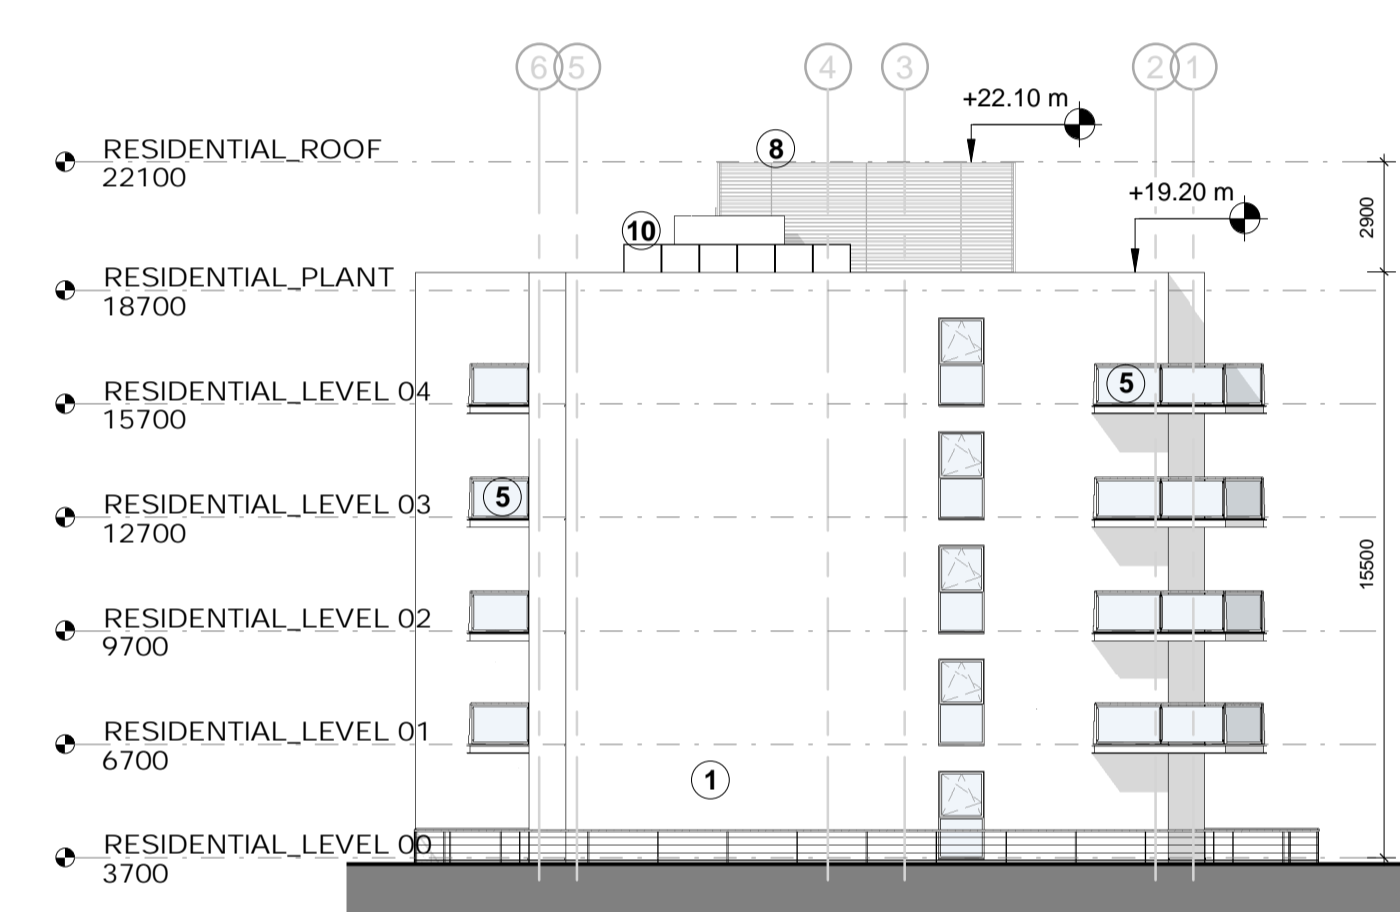 6 5 4 3 2 1
+22.10 m
RESIDENTIAL_ROOF
22100
8
+19.20 m
2900
10
RESIDENTIAL_PLANT
18700
RESIDENTIAL_LEVEL 04
15700
5
RESIDENTIAL_LEVEL 03
12700
5
15500
RESIDENTIAL_LEVEL 02
9700
RESIDENTIAL_LEVEL 01
6700
1
RESIDENTIAL_LEVEL 00
3700